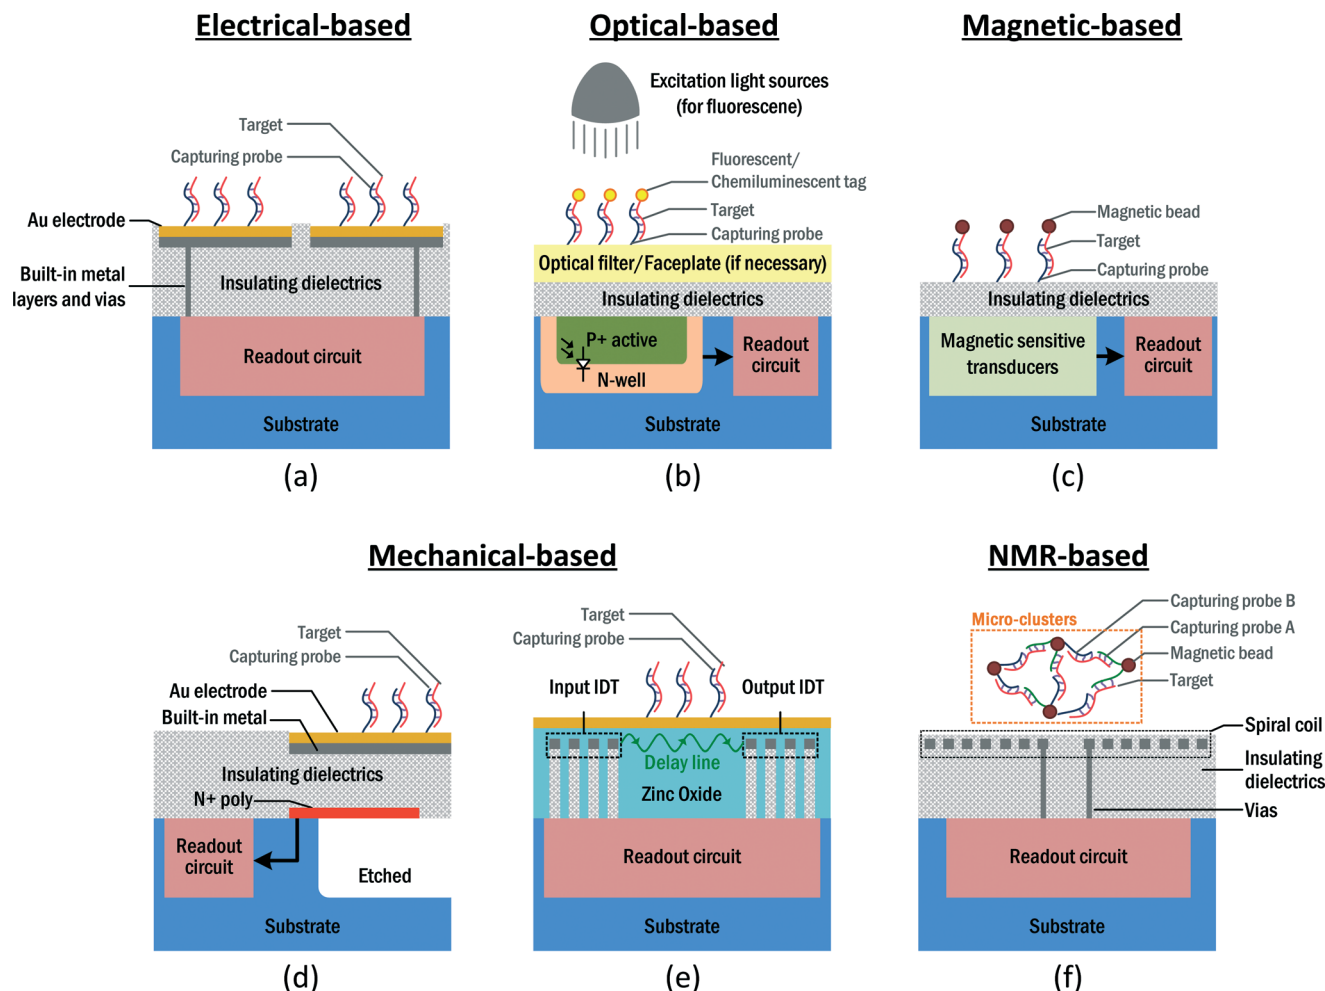 Electrical-based
Target
Capturing probe
Au electrode
Built-in metal
layers and vias
Insulating dielectrics
Readout circuit
Substrate
(a)
Optical-based
Excitation light sources
(for fluorescene)
Fluorescent/
Chemiluminescent tag
Target
Capturing probe
Optical filter/Faceplate (if necessary)
Insulating dielectrics
P+ active
N-well
Readout
circuit
Substrate
(b)
Magnetic-based
Magnetic bead
Target
Capturing probe
Insulating dielectrics
Magnetic sensitive
transducers
Readout
circuit
Substrate
(c)
Mechanical-based
Target
Capturing probe
Au electrode
Built-in metal
Insulating dielectrics
N+ poly
Readout
circuit
Etched
Substrate
(d)
Target
Capturing probe
Input IDT
Output IDT
Delay line
Zinc Oxide
Readout circuit
Substrate
(e)
NMR-based
Capturing probe B
Micro-clusters
Capturing probe A
Magnetic bead
Target
Spiral coil
Insulating
dielectrics
Vias
Readout circuit
Substrate
(f)